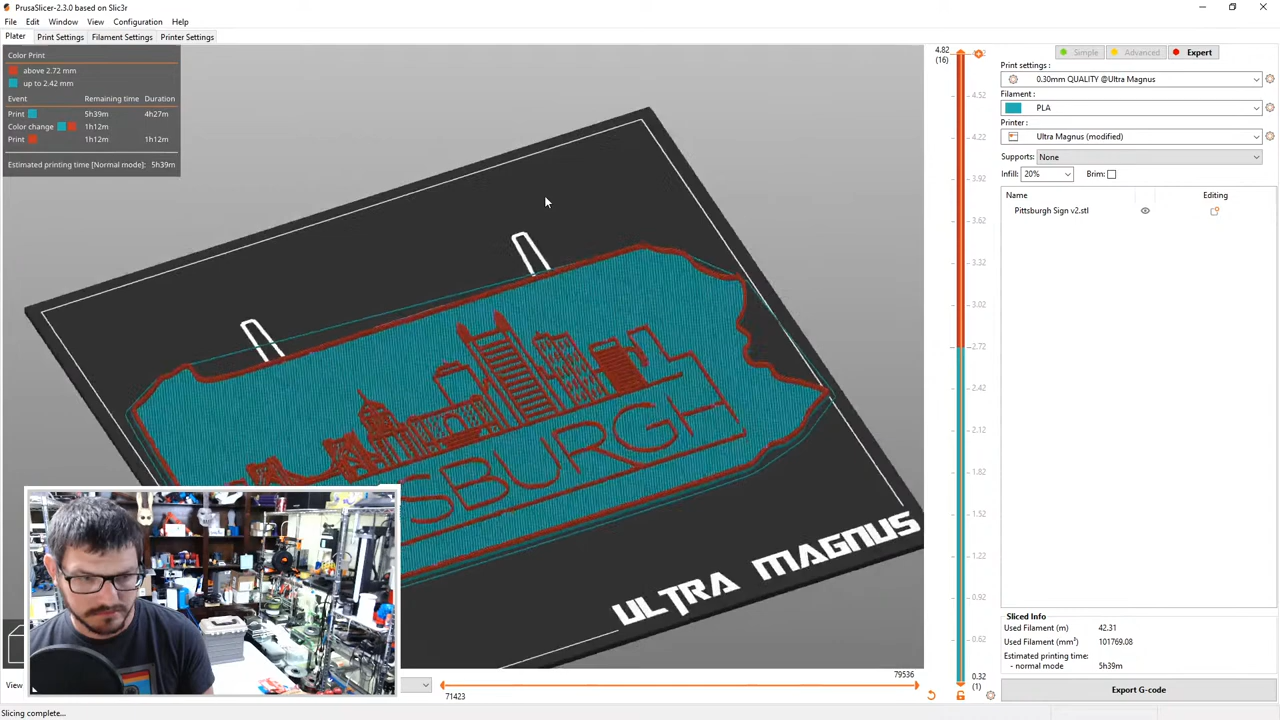 PrusaSlicer-2.3.0 based on Slic3r
File Edit Window View Configuration Help
Plater Print Settings Filament Settings Printer Settings
Color Print
above 2.72 mm
up to 2.42 mm
Event Remaining time Duration
Print 5h39m 4h27m
Color change 1h12m
Print 1h12m 1h12m
Estimated printing time [Normal mode]: 5h39m
SBURGH
ULTRA MAGNUS
4.82
(16)
4.52
4.22
3.92
3.62
3.32
3.02
2.72
2.42
2.12
1.82
1.52
1.22
0.92
0.62
0.32
(1)
Simple Advanced Expert
Print settings :
0.30mm QUALITY @Ultra Magnus
Filament :
PLA
Printer :
Ultra Magnus (modified)
Supports: None
Infill: 20% Brim:
Name Editing
Pittsburgh Sign v2.stl
Sliced Info
Used Filament (m) 42.31
Used Filament (mm³) 101769.08
Estimated printing time:
- normal mode 5h39m
Export G-code
View
71423
79536
Slicing complete...